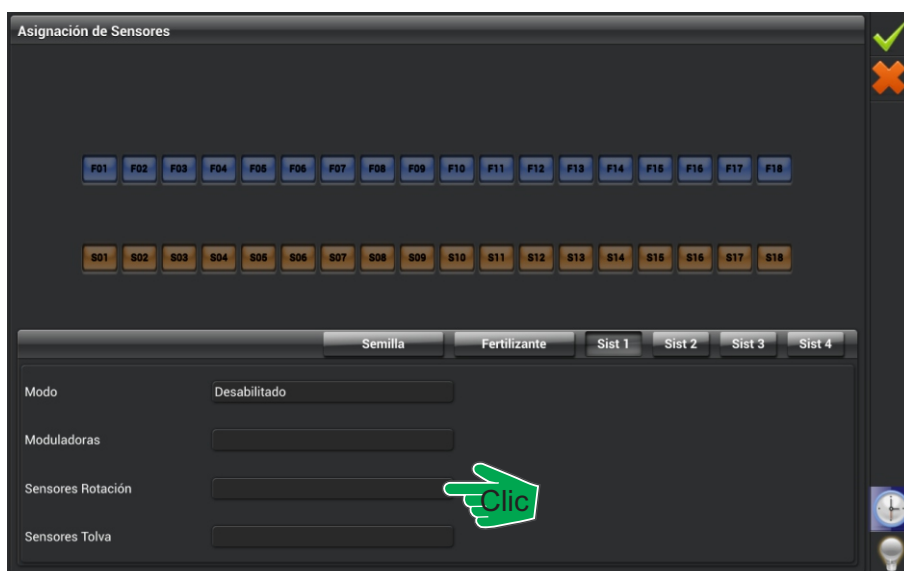 Asignación de Sensores
F01 F02 F03 F04 F05 F06 F07 F08 F09 F10 F11 F12 F13 F14 F15 F16 F17 F18
S01 S02 S03 S04 S05 S06 S07 S08 S09 S10 S11 S12 S13 S14 S15 S16 S17 S18
Semilla Fertilizante Sist 1 Sist 2 Sist 3 Sist 4
Modo Desabilitado
Moduladoras
Sensores Rotación
Clic
Sensores Tolva